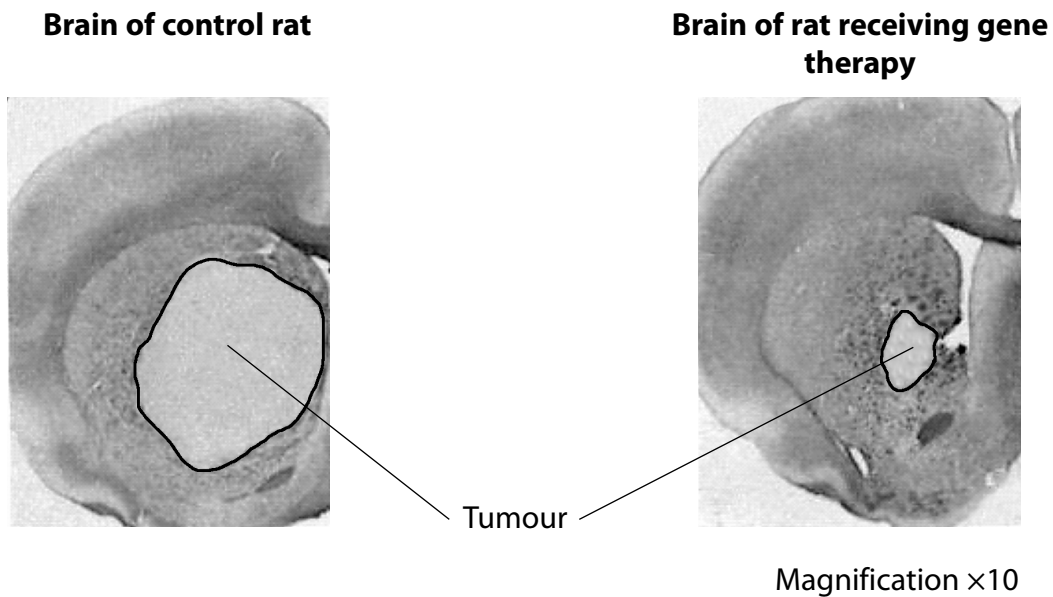 Brain of control rat
Brain of rat receiving gene
therapy
Tumour
Magnification ×10